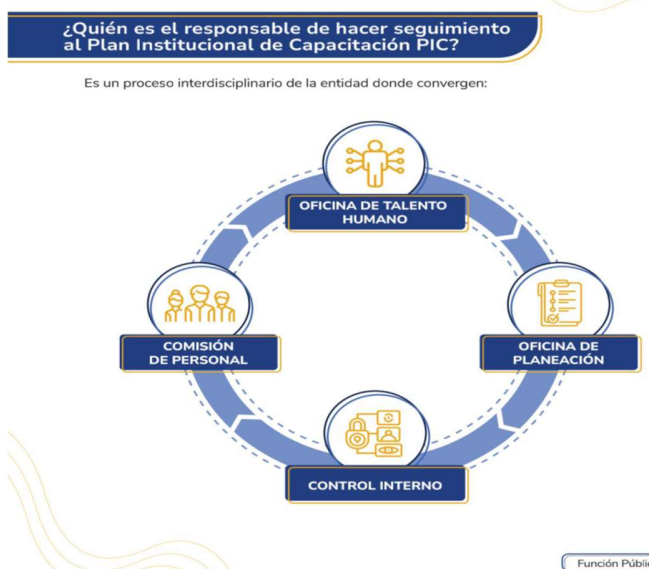 ¿Quién es el responsable de hacer seguimiento
al Plan Institucional de Capacitación PIC?
Es un proceso interdisciplinario de la entidad donde convergen:
OFICINA DE TALENTO
HUMANO
COMISIÓN
DE PERSONAL
OFICINA DE
PLANEACIÓN
CONTROL INTERNO
Función